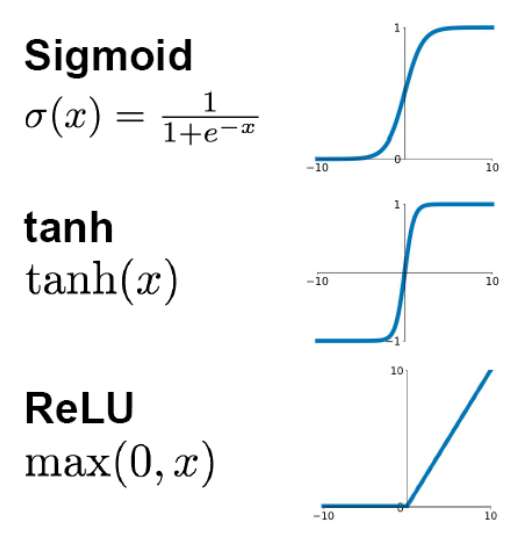 Sigmoid
σ(x) = 1/(1+e^{-x})
1
0
-10
10
tanh
tanh(x)
1
-10
10
-1
ReLU
max(0, x)
10
0
-10
10